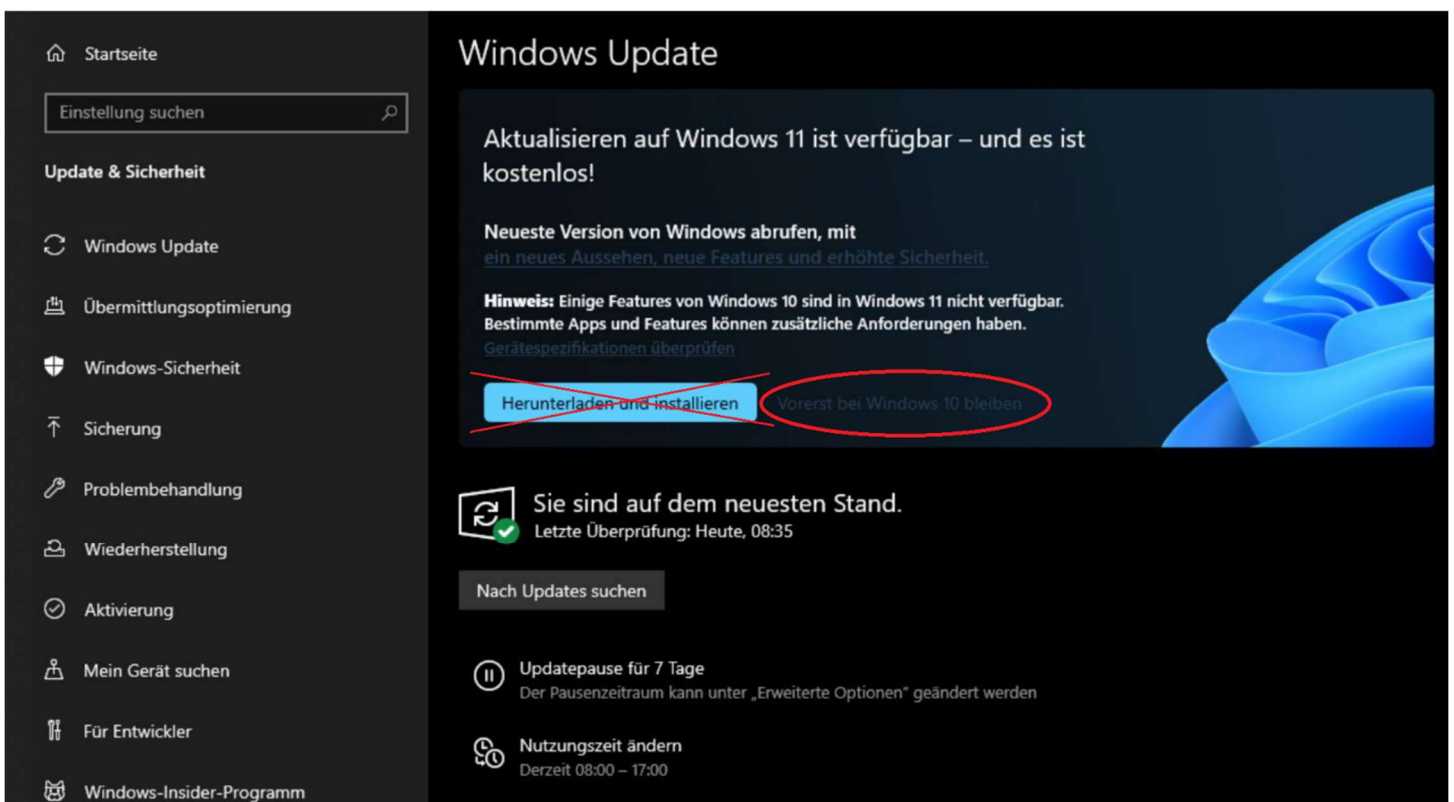 Startseite
Einstellung suchen
Update & Sicherheit
Windows Update
Übermittlungsoptimierung
Windows-Sicherheit
Sicherung
Problembehandlung
Wiederherstellung
Aktivierung
Mein Gerät suchen
Für Entwickler
Windows-Insider-Programm
Windows Update
Aktualisieren auf Windows 11 ist verfügbar – und es ist
kostenlos!
Neueste Version von Windows abrufen, mit
ein neues Aussehen, neue Features und erhöhte Sicherheit.
Hinweis: Einige Features von Windows 10 sind in Windows 11 nicht verfügbar.
Bestimmte Apps und Features können zusätzliche Anforderungen haben.
Gerätespezifikationen überprüfen
Herunterladen und installieren
Vorerst bei Windows 10 bleiben
Sie sind auf dem neuesten Stand.
Letzte Überprüfung: Heute, 08:35
Nach Updates suchen
Updatepause für 7 Tage
Der Pausenzeitraum kann unter „Erweiterte Optionen“ geändert werden
Nutzungszeit ändern
Derzeit 08:00 – 17:00